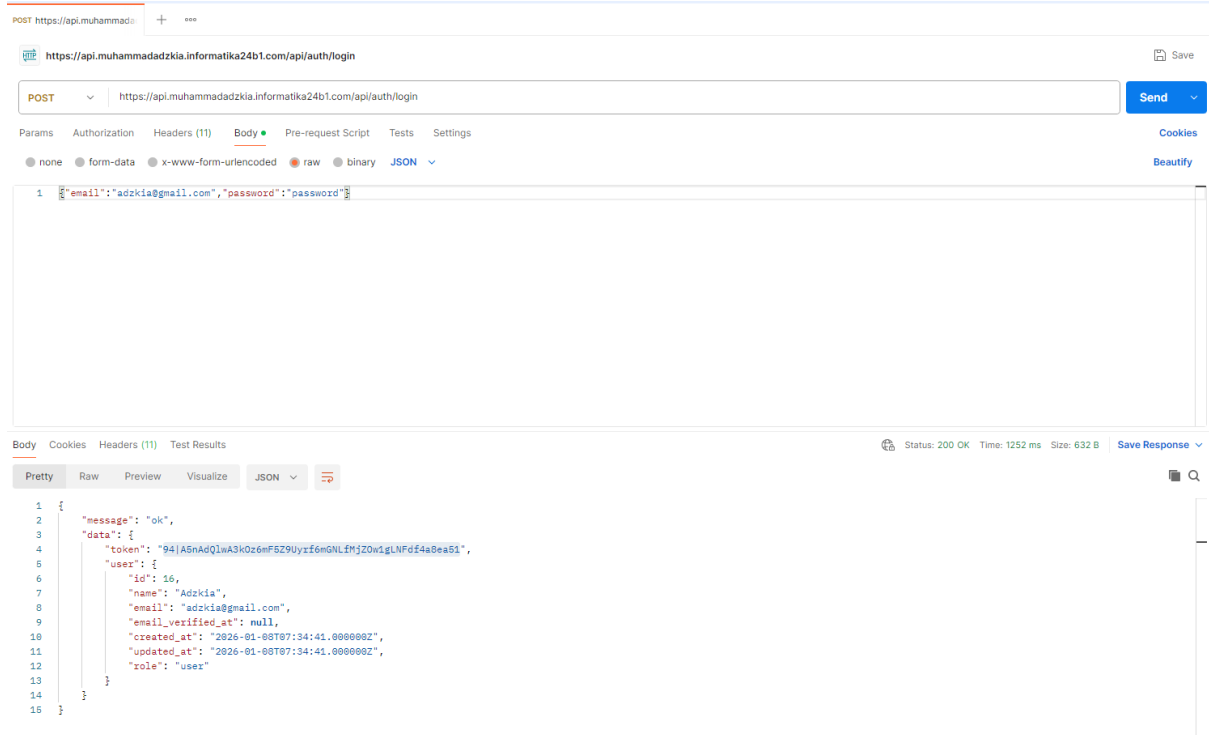 POST https://api.muhammadad
HTTP https://api.muhammadadzkia.informatika24b1.com/api/auth/login Save
POST https://api.muhammadadzkia.informatika24b1.com/api/auth/login Send
Params Authorization Headers (11) Body Pre-request Script Tests Settings Cookies
none form-data x-www-form-urlencoded raw binary JSON Beautify
1 {"email":"adzkia@gmail.com","password":"password"}
Body Cookies Headers (11) Test Results Status: 200 OK Time: 1252 ms Size: 632 B Save Response
Pretty Raw Preview Visualize JSON
1 {
2 "message": "ok",
3 "data": {
4 "token": "94|A5nAdQlwA3kOz6mF5Z9Uyrf6mGNLfMjZOw1gLNFdf4a8ea51",
5 "user": {
6 "id": 16,
7 "name": "Adzkia",
8 "email": "adzkia@gmail.com",
9 "email_verified_at": null,
10 "created_at": "2026-01-08T07:34:41.000000Z",
11 "updated_at": "2026-01-08T07:34:41.000000Z",
12 "role": "user"
13 }
14 }
15 }